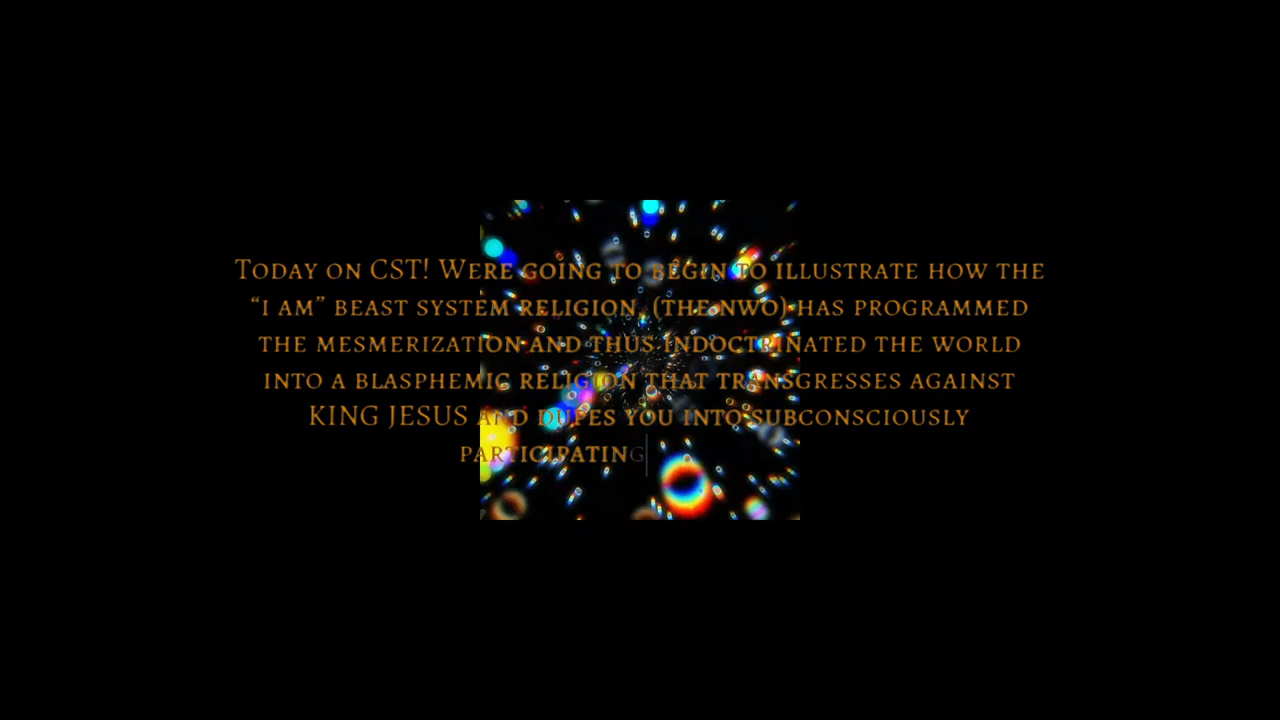 Today on CST! Were going to begin to illustrate how the
“I am” beast system religion, (the nwo) has programmed
the mesmerization and thus indoctrinated the world
into a blasphemic religion that transgresses against
KING JESUS and dupes you into subconsciously
participating